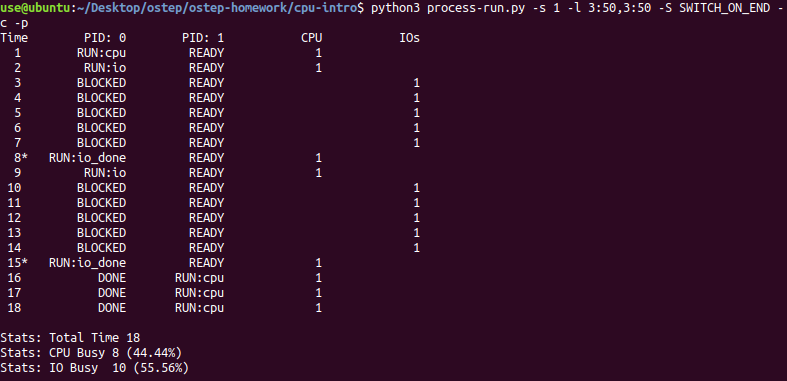 use@ubuntu:~/Desktop/ostep/ostep-homework/cpu-intro$ python3 process-run.py -s 1 -l 3:50,3:50 -S SWITCH_ON_END -
c -p
Time        PID: 0        PID: 1           CPU           IOs
  1        RUN:cpu         READY             1
  2         RUN:io         READY             1
  3        BLOCKED         READY                           1
  4        BLOCKED         READY                           1
  5        BLOCKED         READY                           1
  6        BLOCKED         READY                           1
  7        BLOCKED         READY                           1
  8*   RUN:io_done         READY             1
  9         RUN:io         READY             1
 10        BLOCKED         READY                           1
 11        BLOCKED         READY                           1
 12        BLOCKED         READY                           1
 13        BLOCKED         READY                           1
 14        BLOCKED         READY                           1
 15*   RUN:io_done         READY             1
 16           DONE       RUN:cpu             1
 17           DONE       RUN:cpu             1
 18           DONE       RUN:cpu             1
Stats: Total Time 18
Stats: CPU Busy 8 (44.44%)
Stats: IO Busy  10 (55.56%)